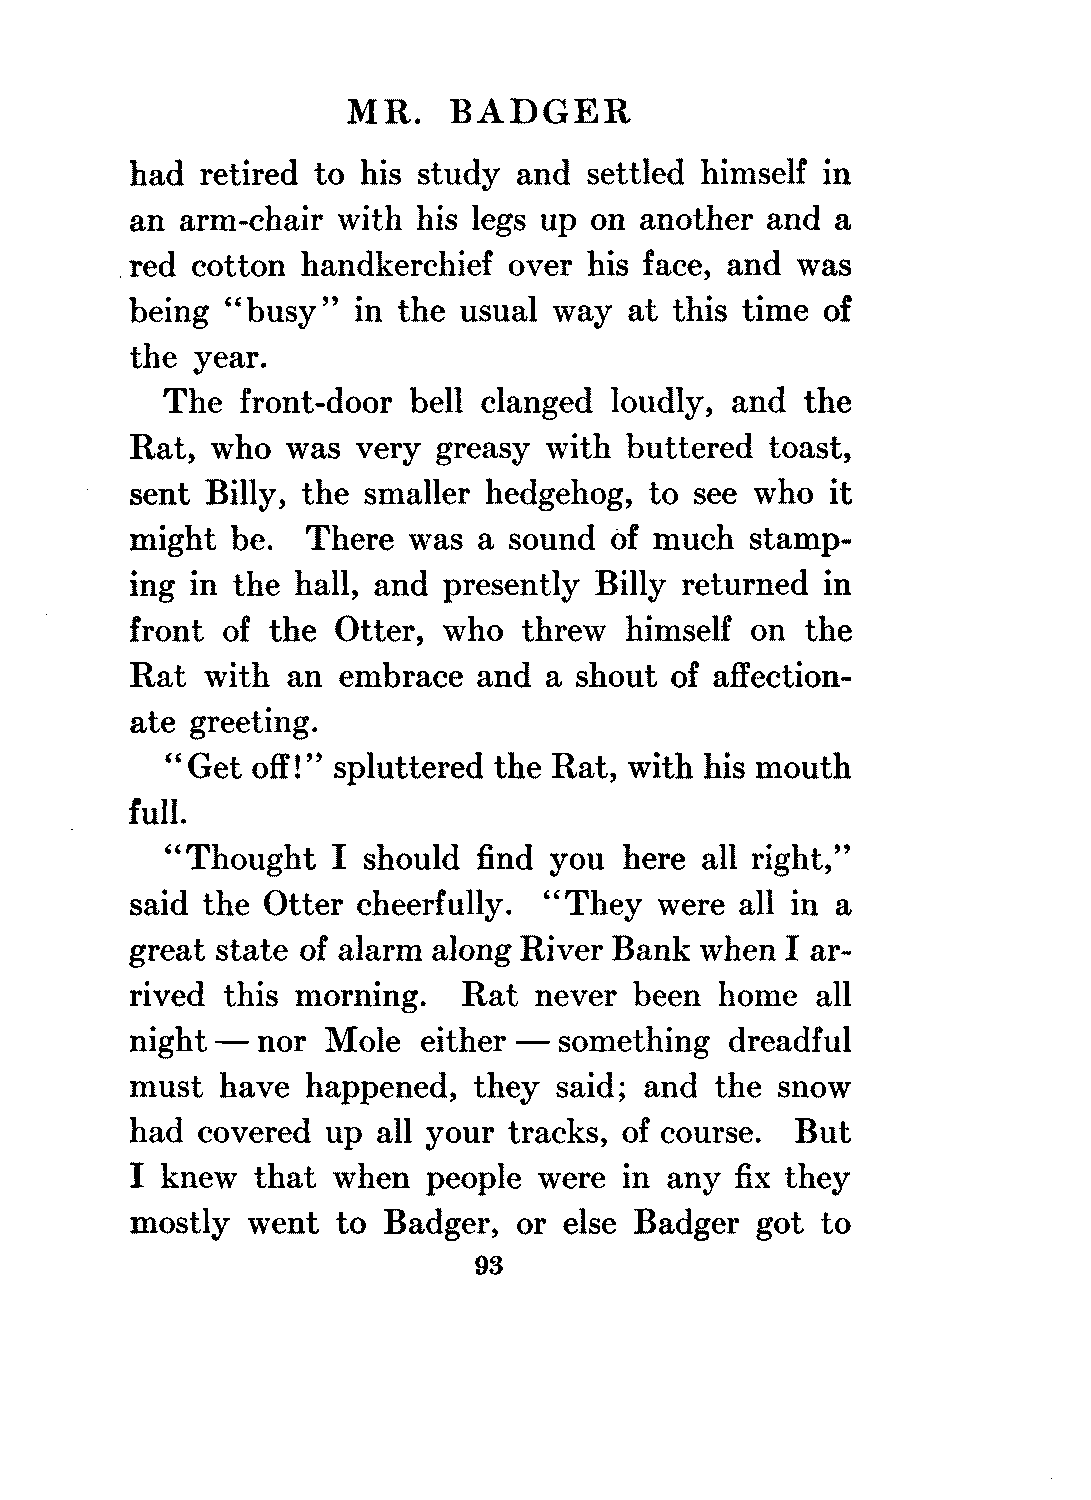 MR. BADGER
had retired to his study and settled himself in
an arm-chair with his legs up on another and a
red cotton handkerchief over his face, and was
being “busy” in the usual way at this time of
the year.
The front-door bell clanged loudly, and the
Rat, who was very greasy with buttered toast,
sent Billy, the smaller hedgehog, to see who it
might be. There was a sound of much stamp-
ing in the hall, and presently Billy returned in
front of the Otter, who threw himself on the
Rat with an embrace and a shout of affection-
ate greeting.
“Get off!” spluttered the Rat, with his mouth
full.
“Thought I should find you here all right,”
said the Otter cheerfully. “They were all in a
great state of alarm along River Bank when I ar-
rived this morning. Rat never been home all
night — nor Mole either — something dreadful
must have happened, they said; and the snow
had covered up all your tracks, of course. But
I knew that when people were in any fix they
mostly went to Badger, or else Badger got to
93